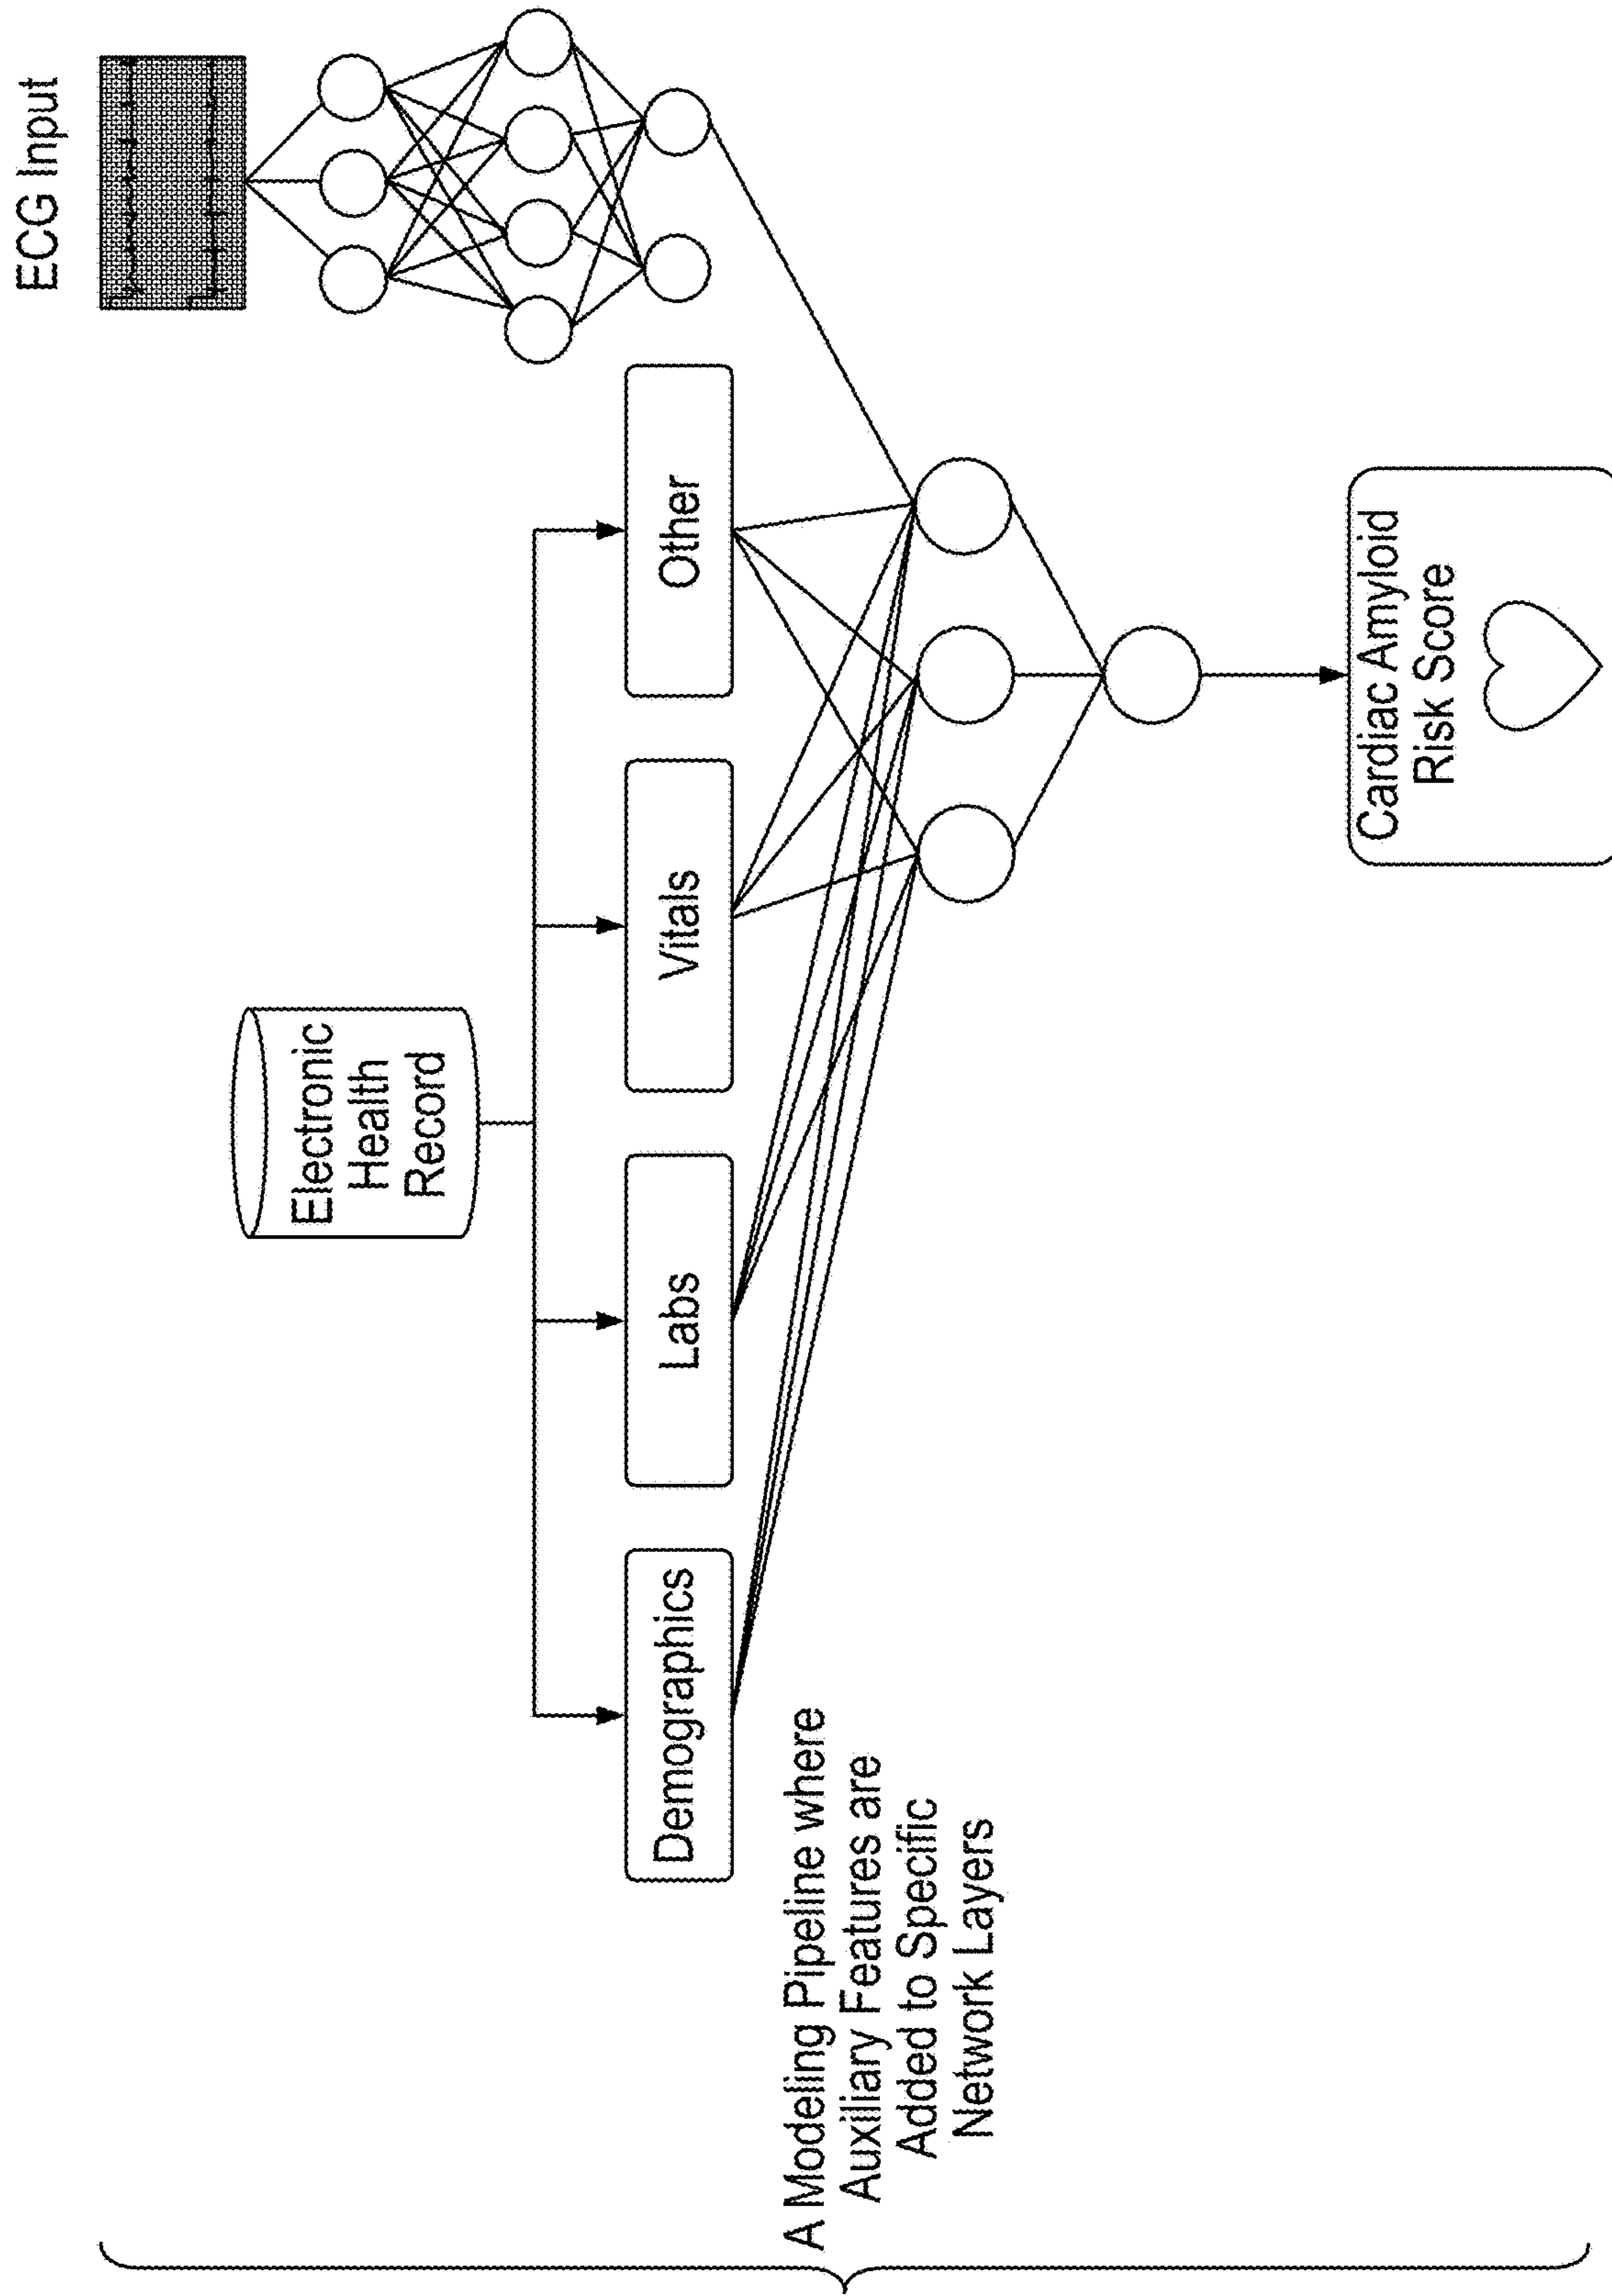 ECG Input
Electronic
Health
Record
Demographics
Labs
Vitals
Other
A Modeling Pipeline where
Auxiliary Features are
Added to Specific
Network Layers
Cardiac Amyloid
Risk Score